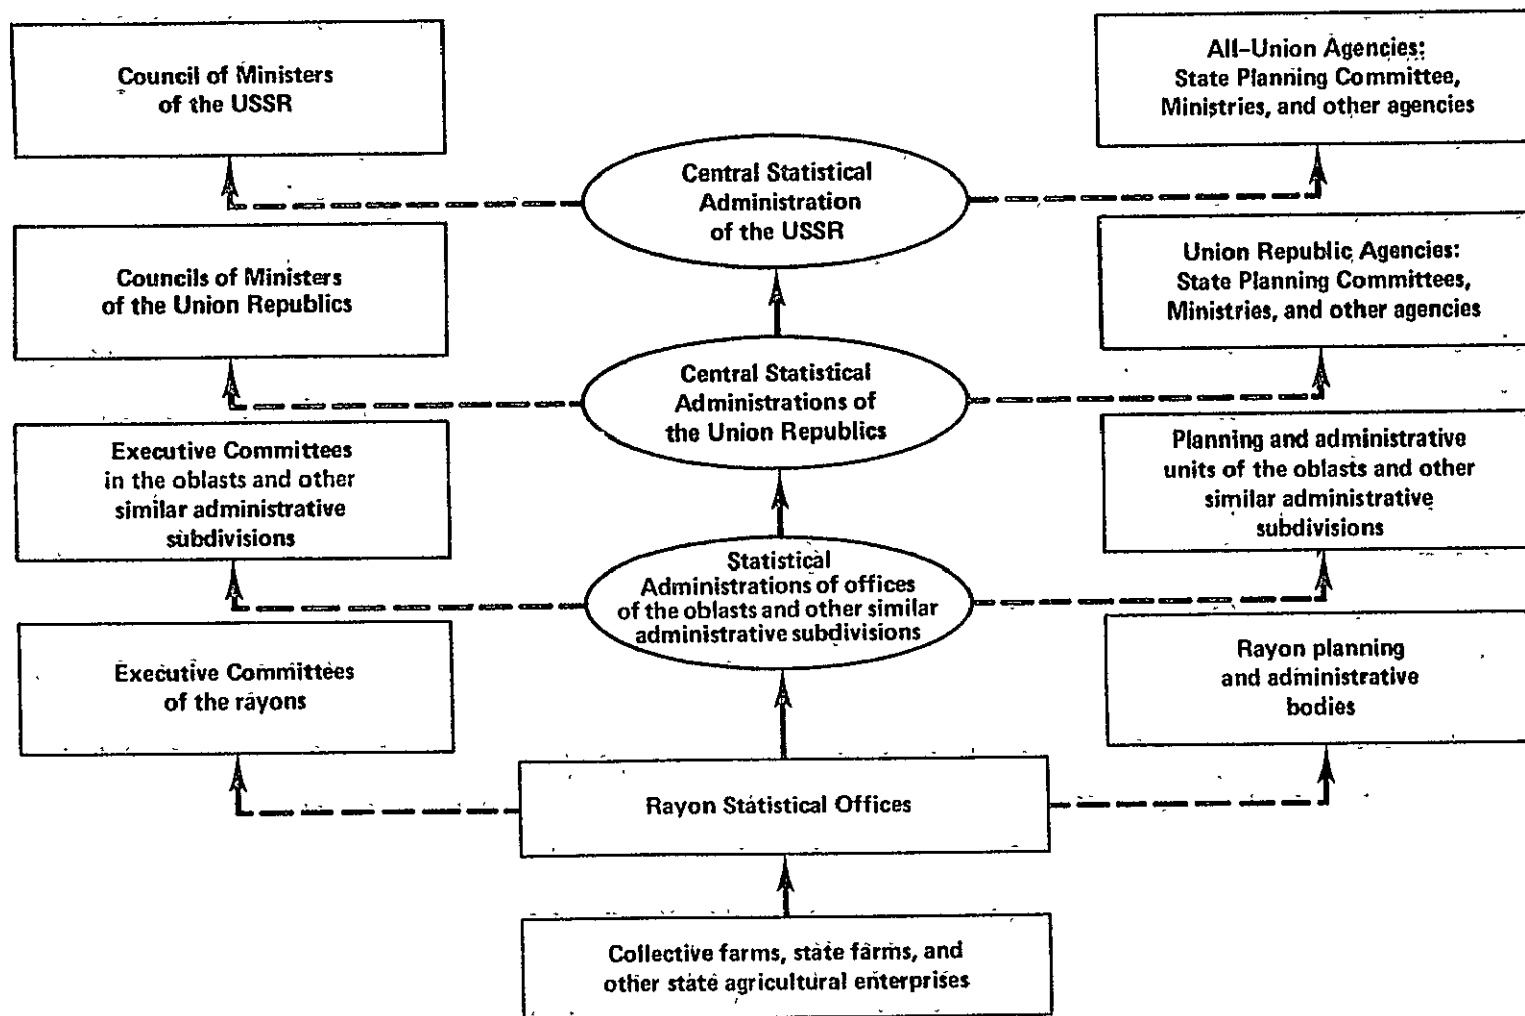 Council of Ministers
of the USSR
All-Union Agencies:
State Planning Committee,
Ministries, and other agencies
Central Statistical
Administration
of the USSR
Councils of Ministers
of the Union Republics
Union Republic Agencies:
State Planning Committees,
Ministries, and other agencies
Central Statistical
Administrations of
the Union Republics
Executive Committees
in the oblasts and other
similar administrative
subdivisions
Planning and administrative
units of the oblasts and other
similar administrative
subdivisions
Statistical
Administrations of offices
of the oblasts and other similar
administrative subdivisions
Executive Committees
of the rayons
Rayon planning
and administrative
bodies
Rayon Statistical Offices
Collective farms, state farms, and
other state agricultural enterprises